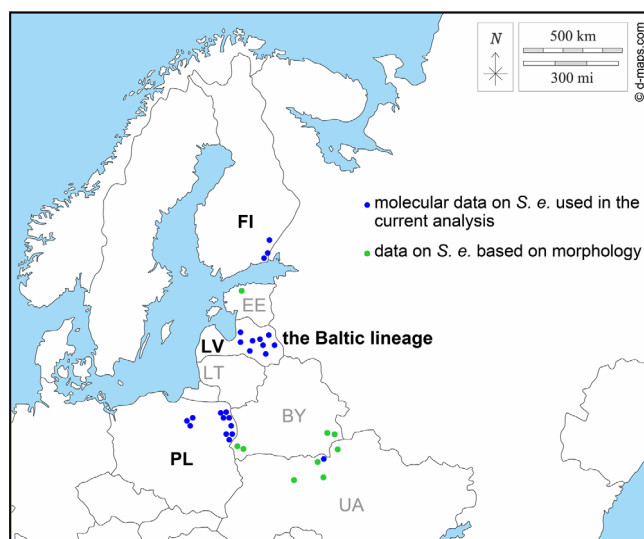 N
500 km
300 mi
© d-maps.com
molecular data on S. e. used in the
current analysis
data on S. e. based on morphology
FI
EE
the Baltic lineage
LV
LT
BY
PL
UA